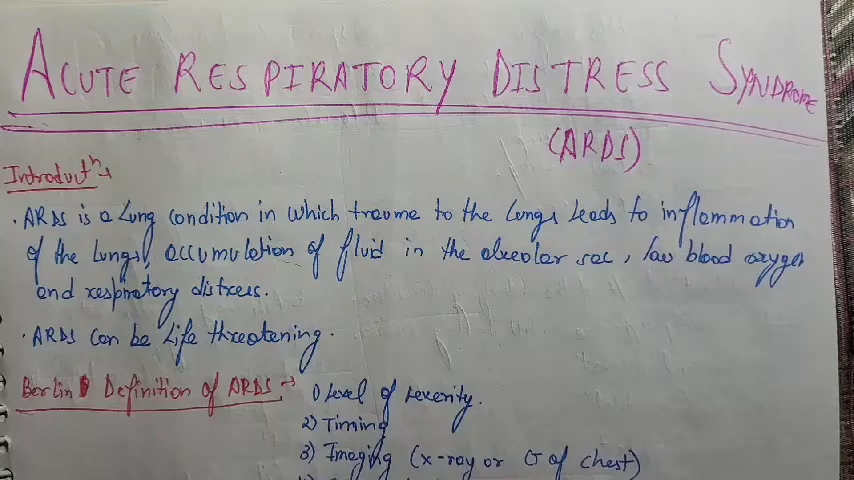 ACUTE RESPIRATORY DISTRESS SYNDROME
(ARDS)
Introductn →
• ARDS is a Lung condition in which trauma to the lungs leads to inflammation
of the lungs, accumulation of fluid in the alveolar sac, low blood oxygen
and respiratory distress.
• ARDS can be life threatening.
Berlin Definition of ARDS →
1) Level of severity.
2) Timing
3) Imaging (x-ray or CT of chest)